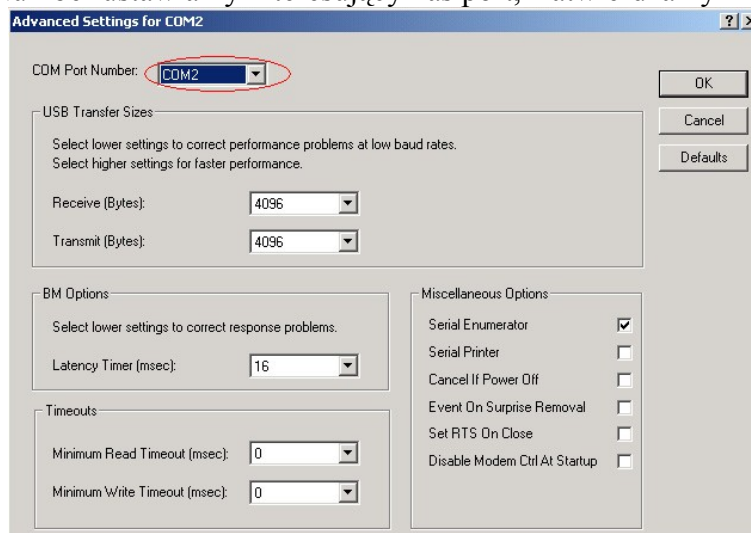 Advanced Settings for COM2
COM Port Number: COM2
OK
Cancel
Defaults
USB Transfer Sizes
Select lower settings to correct performance problems at low baud rates.
Select higher settings for faster performance.
Receive (Bytes): 4096
Transmit (Bytes): 4096
BM Options
Select lower settings to correct response problems.
Latency Timer (msec): 16
Timeouts
Minimum Read Timeout (msec): 0
Minimum Write Timeout (msec): 0
Miscellaneous Options
Serial Enumerator
Serial Printer
Cancel If Power Off
Event On Surprise Removal
Set RTS On Close
Disable Modem Ctrl At Startup